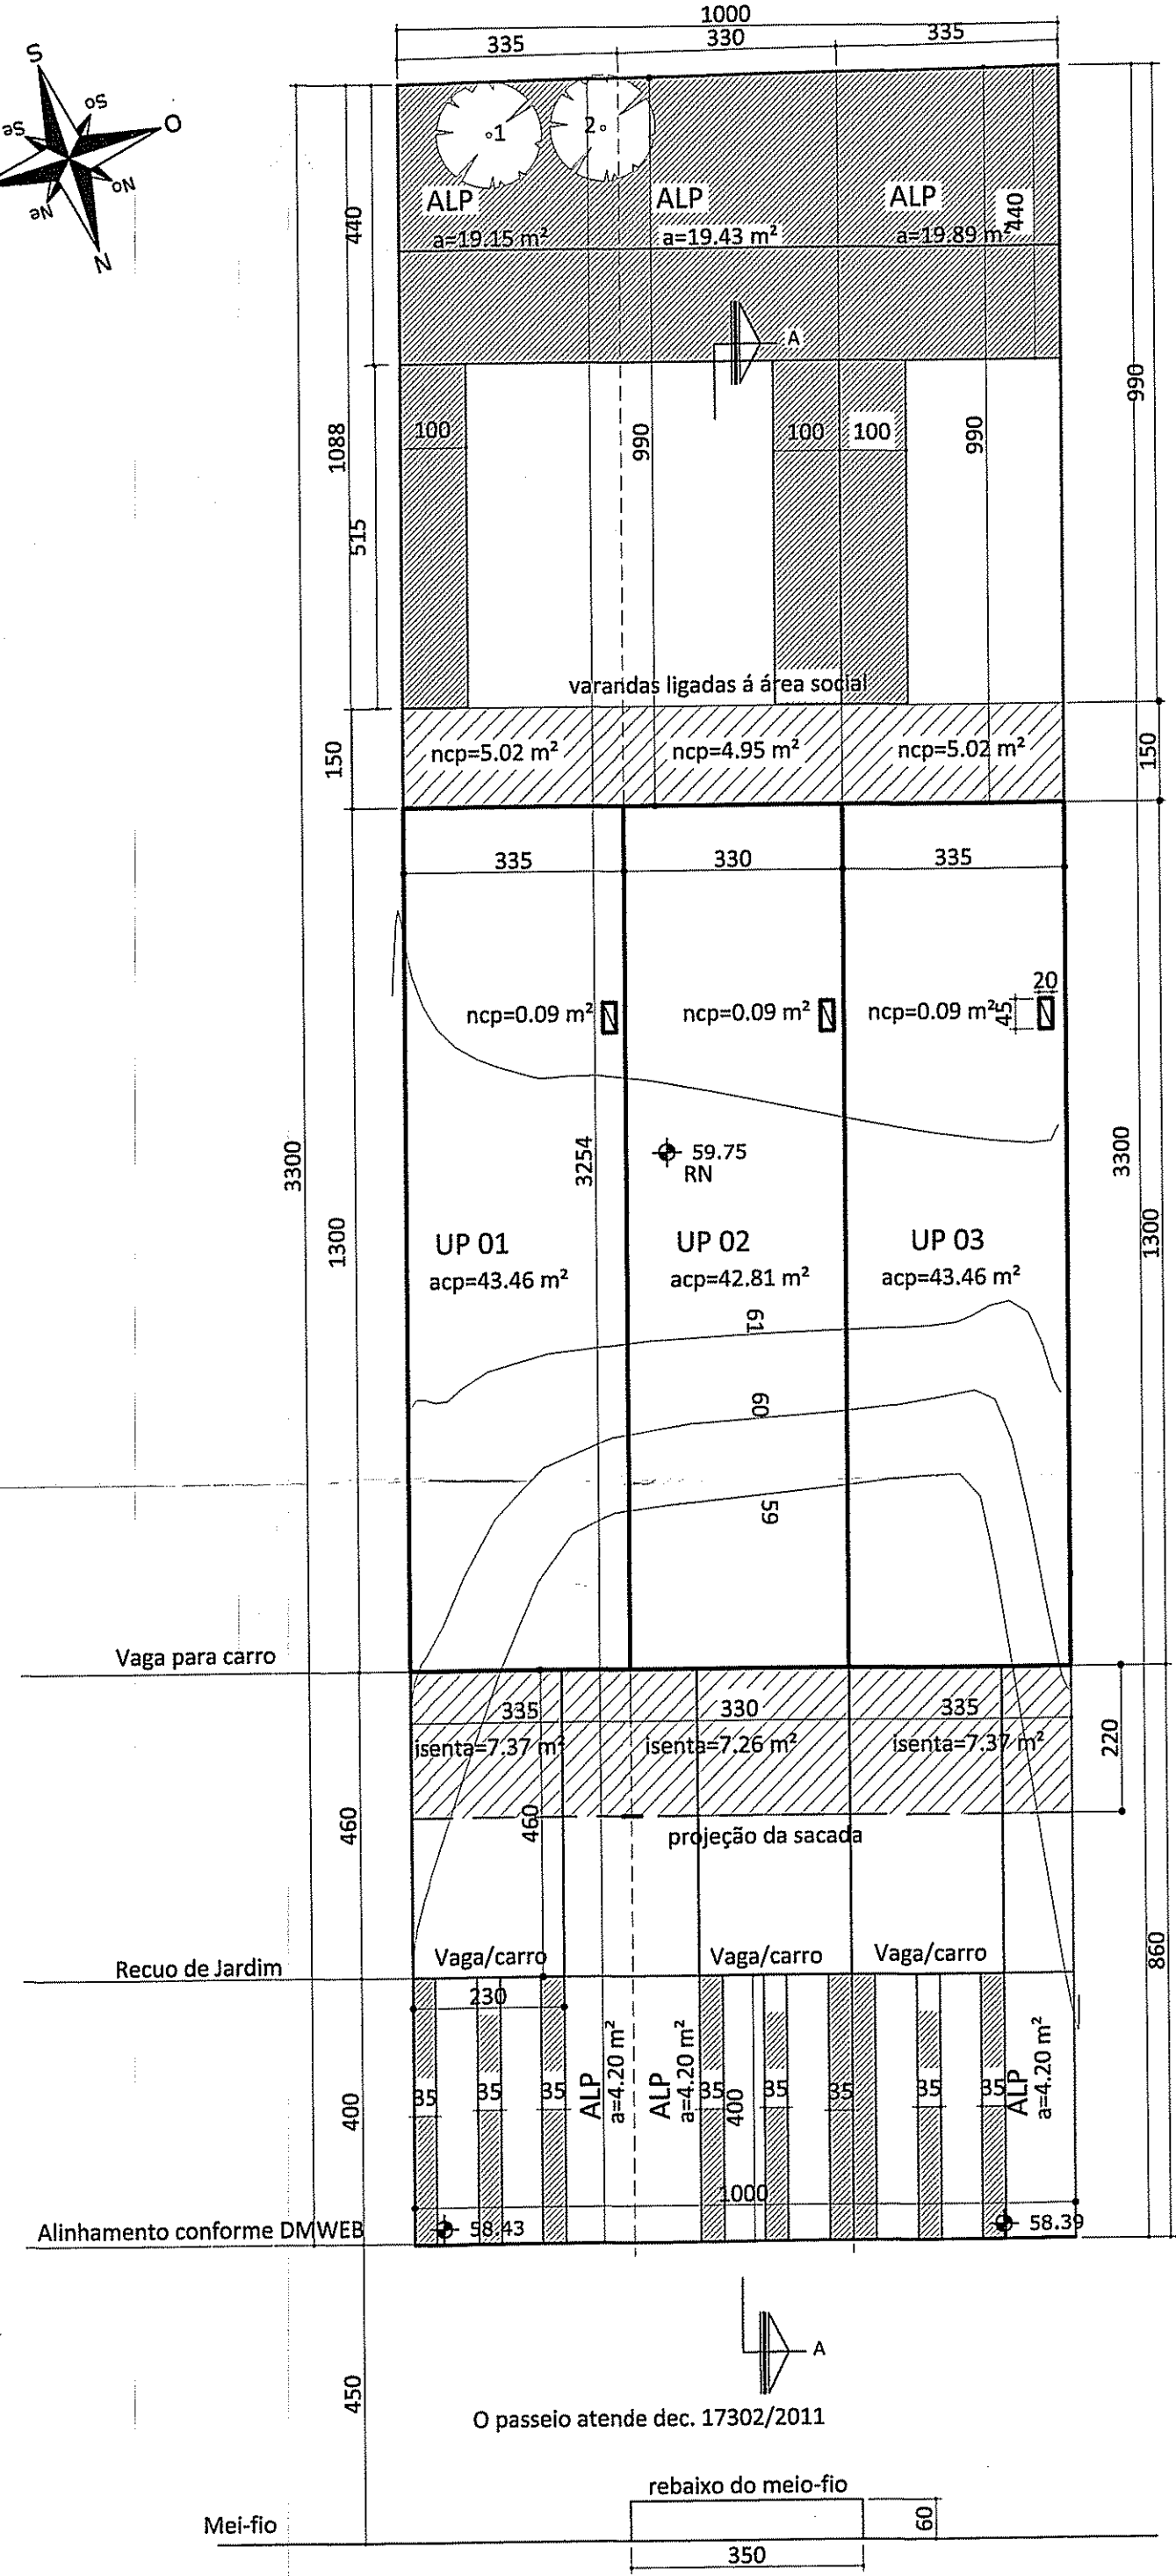 1000
335 330 335
S
So
Se
O
No
Ne
N
1
2
440
ALP
a=19.15 m²
ALP
a=19.43 m²
ALP
a=19.89 m²
440
A
990
1088
100
990
100
100
990
515
varandas ligadas á área social
150
ncp=5.02 m²
ncp=4.95 m²
ncp=5.02 m²
150
335
330
335
20
ncp=0.09 m²
ncp=0.09 m²
ncp=0.09 m²
45
3300
3254
59.75
RN
3300
1300
1300
UP 01
acp=43.46 m²
UP 02
acp=42.81 m²
UP 03
acp=43.46 m²
61
60
59
Vaga para carro
335
330
335
isenta=7.37 m²
isenta=7.26 m²
isenta=7.37 m²
220
460
460
projeção da sacada
Vaga/carro
Vaga/carro
Vaga/carro
860
Recuo de Jardim
230
400
35
35
35
ALP
a=4.20 m²
ALP
a=4.20 m²
35
400
35
35
35
35
ALP
a=4.20 m²
1000
Alinhamento conforme DMWEB
58.43
58.39
A
450
O passeio atende dec. 17302/2011
rebaixo do meio-fio
Mei-fio
60
350